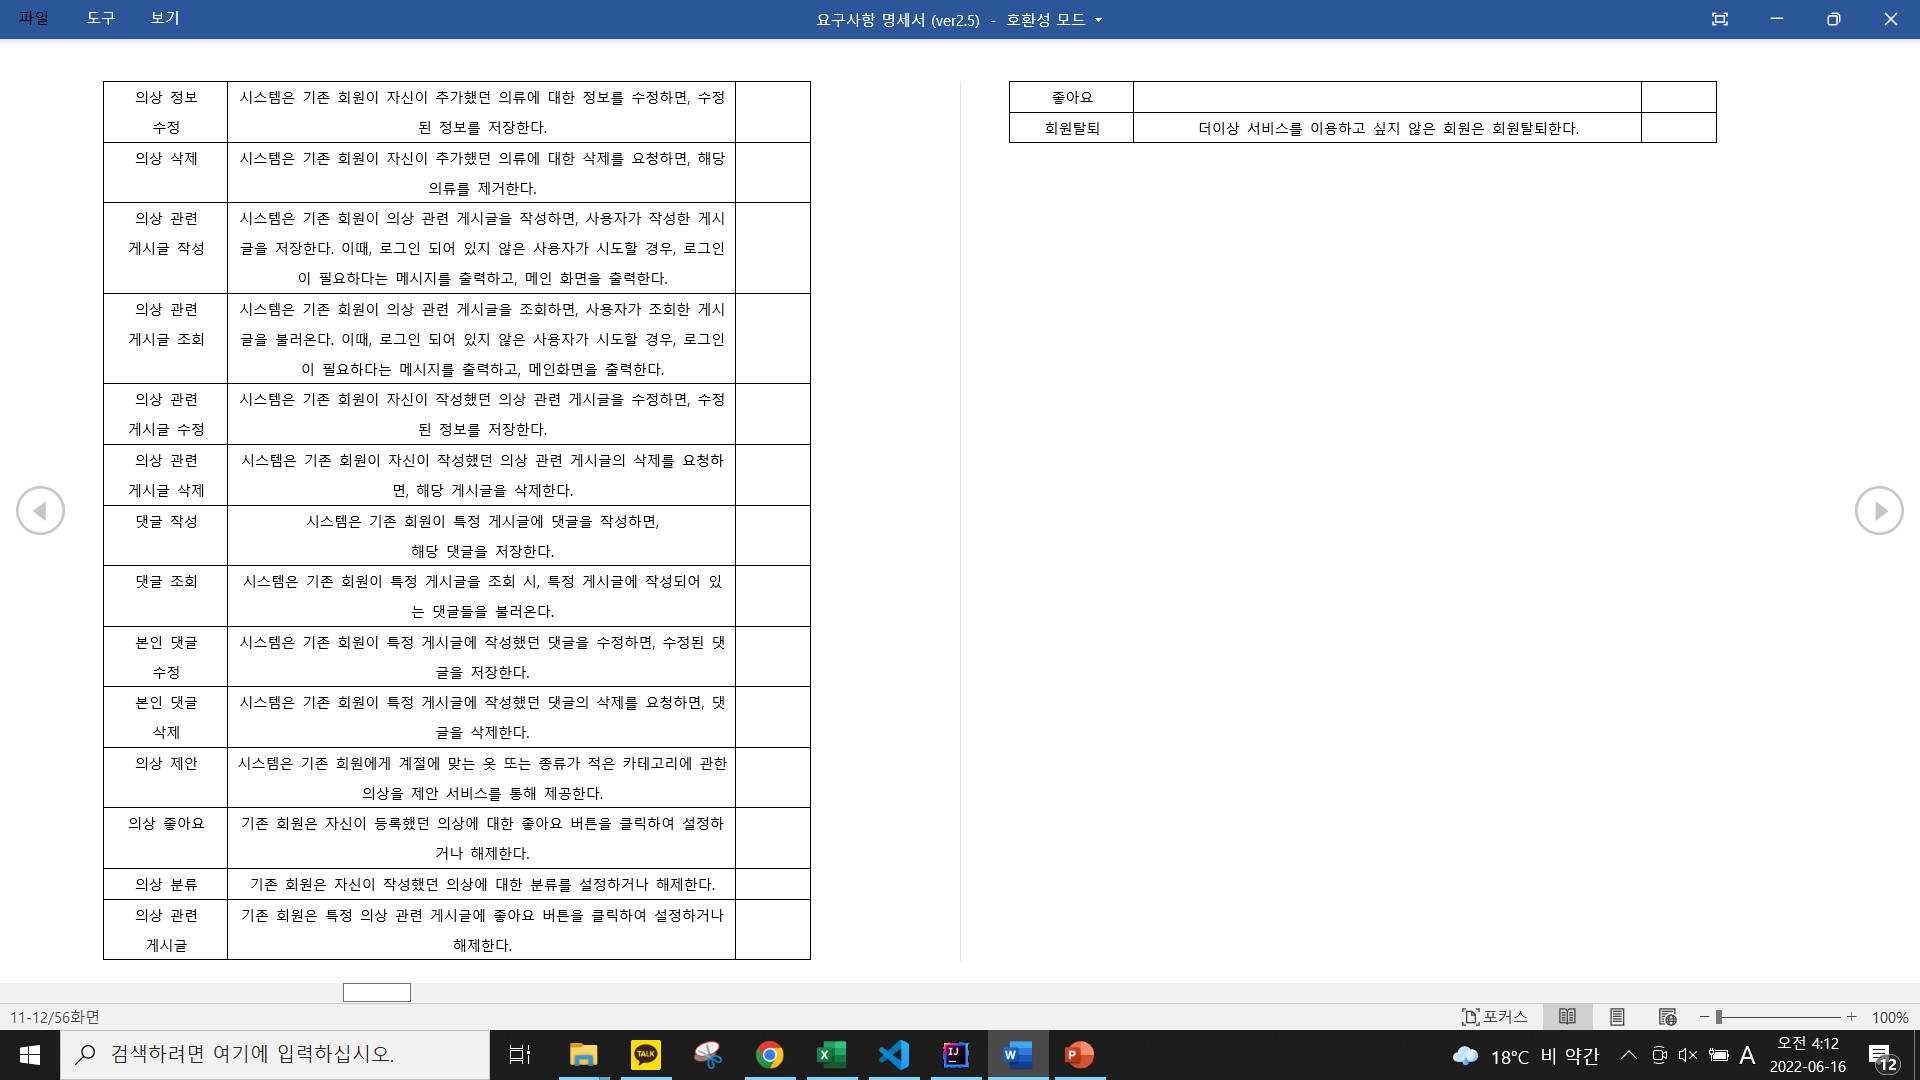 파일 도구 보기
요구사항 명세서 (ver2.5) - 호환성 모드
의상 정보
수정
시스템은 기존 회원이 자신이 추가했던 의류에 대한 정보를 수정하면, 수정
된 정보를 저장한다.
의상 삭제
시스템은 기존 회원이 자신이 추가했던 의류에 대한 삭제를 요청하면, 해당
의류를 제거한다.
의상 관련
게시글 작성
시스템은 기존 회원이 의상 관련 게시글을 작성하면, 사용자가 작성한 게시
글을 저장한다. 이때, 로그인 되어 있지 않은 사용자가 시도할 경우, 로그인
이 필요하다는 메시지를 출력하고, 메인 화면을 출력한다.
의상 관련
게시글 조회
시스템은 기존 회원이 의상 관련 게시글을 조회하면, 사용자가 조회한 게시
글을 불러온다. 이때, 로그인 되어 있지 않은 사용자가 시도할 경우, 로그인
이 필요하다는 메시지를 출력하고, 메인화면을 출력한다.
의상 관련
게시글 수정
시스템은 기존 회원이 자신이 작성했던 의상 관련 게시글을 수정하면, 수정
된 정보를 저장한다.
의상 관련
게시글 삭제
시스템은 기존 회원이 자신이 작성했던 의상 관련 게시글의 삭제를 요청하
면, 해당 게시글을 삭제한다.
댓글 작성
시스템은 기존 회원이 특정 게시글에 댓글을 작성하면,
해당 댓글을 저장한다.
댓글 조회
시스템은 기존 회원이 특정 게시글을 조회 시, 특정 게시글에 작성되어 있
는 댓글들을 불러온다.
본인 댓글
수정
시스템은 기존 회원이 특정 게시글에 작성했던 댓글을 수정하면, 수정된 댓
글을 저장한다.
본인 댓글
삭제
시스템은 기존 회원이 특정 게시글에 작성했던 댓글의 삭제를 요청하면, 댓
글을 삭제한다.
의상 제안
시스템은 기존 회원에게 계절에 맞는 옷 또는 종류가 적은 카테고리에 관한
의상을 제안 서비스를 통해 제공한다.
의상 좋아요
기존 회원은 자신이 등록했던 의상에 대한 좋아요 버튼을 클릭하여 설정하
거나 해제한다.
의상 분류
기존 회원은 자신이 작성했던 의상에 대한 분류를 설정하거나 해제한다.
의상 관련
게시글
기존 회원은 특정 의상 관련 게시글에 좋아요 버튼을 클릭하여 설정하거나
해제한다.
좋아요
회원탈퇴
더이상 서비스를 이용하고 싶지 않은 회원은 회원탈퇴한다.
11-12/56화면
포커스
100%
검색하려면 여기에 입력하십시오.
TALK
IJ
W
P
18°C 비 약간
A
오전 4:12
2022-06-16
12